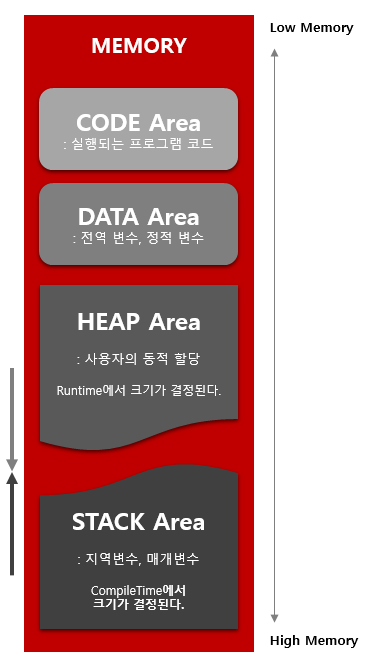 Low Memory
MEMORY
CODE Area
: 실행되는 프로그램 코드
DATA Area
: 전역 변수, 정적 변수
HEAP Area
: 사용자의 동적 할당
Runtime에서 크기가 결정된다.
STACK Area
: 지역변수, 매개변수
CompileTime에서
크기가 결정된다.
High Memory